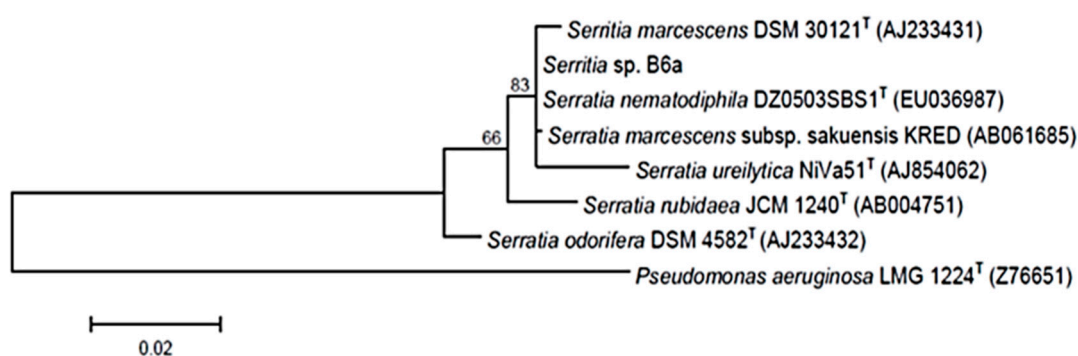 Serritia marcescens DSM 30121ᵀ (AJ233431)
Serritia sp. B6a
83
Serratia nematodiphila DZ0503SBS1ᵀ (EU036987)
Serratia marcescens subsp. sakuensis KRED (AB061685)
66
Serratia ureilytica NiVa51ᵀ (AJ854062)
Serratia rubidaea JCM 1240ᵀ (AB004751)
Serratia odorifera DSM 4582ᵀ (AJ233432)
Pseudomonas aeruginosa LMG 1224ᵀ (Z76651)
0.02